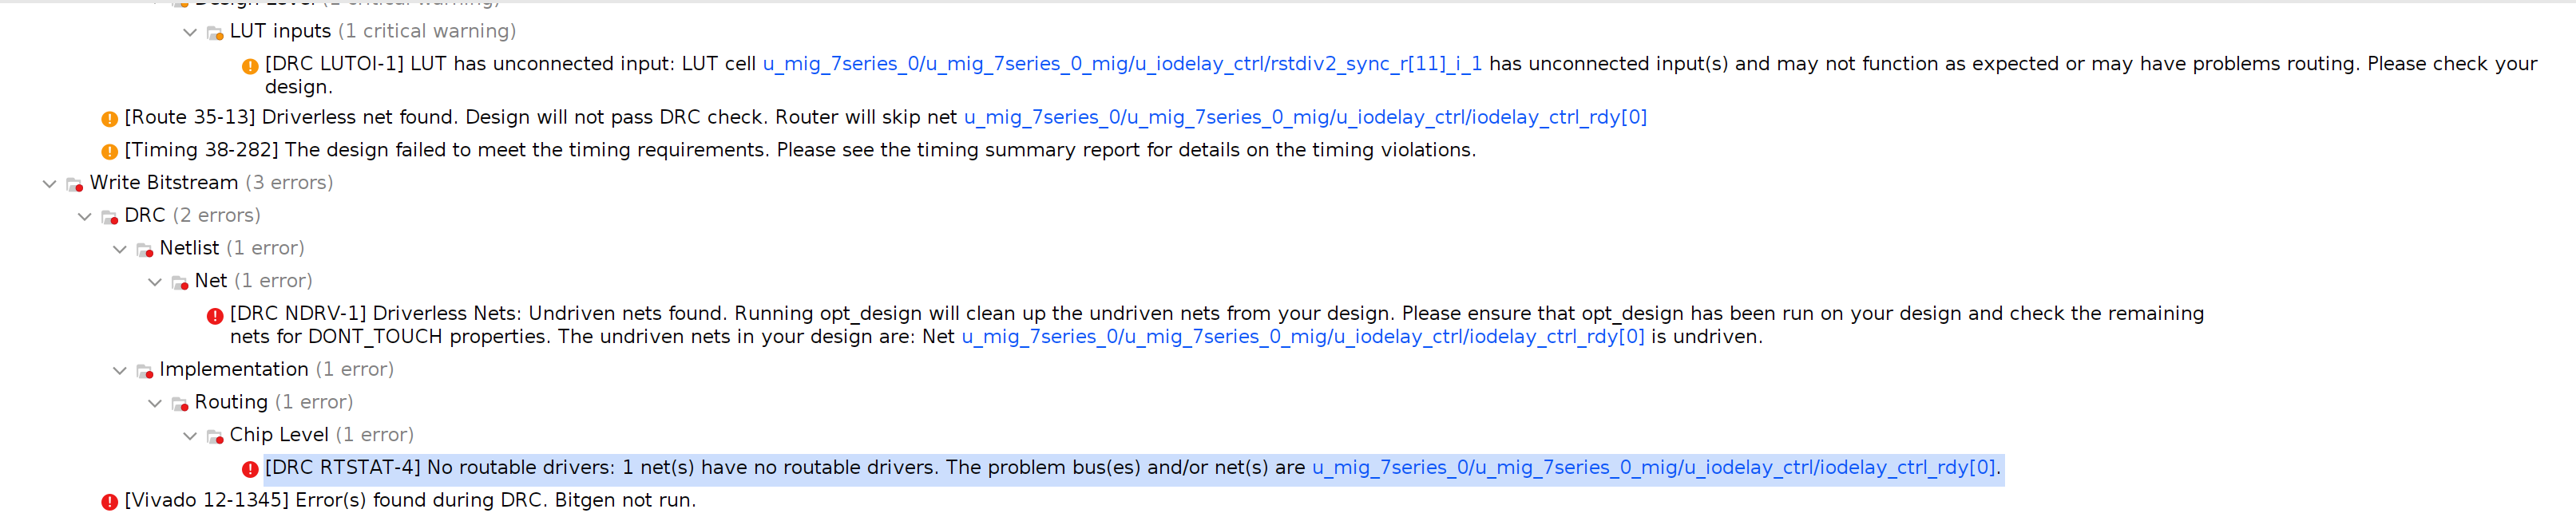 Design Level (1 critical warning)
LUT inputs (1 critical warning)
[DRC LUTOI-1] LUT has unconnected input: LUT cell u_mig_7series_0/u_mig_7series_0_mig/u_iodelay_ctrl/rstdiv2_sync_r[11]_i_1 has unconnected input(s) and may not function as expected or may have problems routing. Please check your
design.
[Route 35-13] Driverless net found. Design will not pass DRC check. Router will skip net u_mig_7series_0/u_mig_7series_0_mig/u_iodelay_ctrl/iodelay_ctrl_rdy[0]
[Timing 38-282] The design failed to meet the timing requirements. Please see the timing summary report for details on the timing violations.
Write Bitstream (3 errors)
DRC (2 errors)
Netlist (1 error)
Net (1 error)
[DRC NDRV-1] Driverless Nets: Undriven nets found. Running opt_design will clean up the undriven nets from your design. Please ensure that opt_design has been run on your design and check the remaining
nets for DONT_TOUCH properties. The undriven nets in your design are: Net u_mig_7series_0/u_mig_7series_0_mig/u_iodelay_ctrl/iodelay_ctrl_rdy[0] is undriven.
Implementation (1 error)
Routing (1 error)
Chip Level (1 error)
[DRC RTSTAT-4] No routable drivers: 1 net(s) have no routable drivers. The problem bus(es) and/or net(s) are u_mig_7series_0/u_mig_7series_0_mig/u_iodelay_ctrl/iodelay_ctrl_rdy[0].
[Vivado 12-1345] Error(s) found during DRC. Bitgen not run.